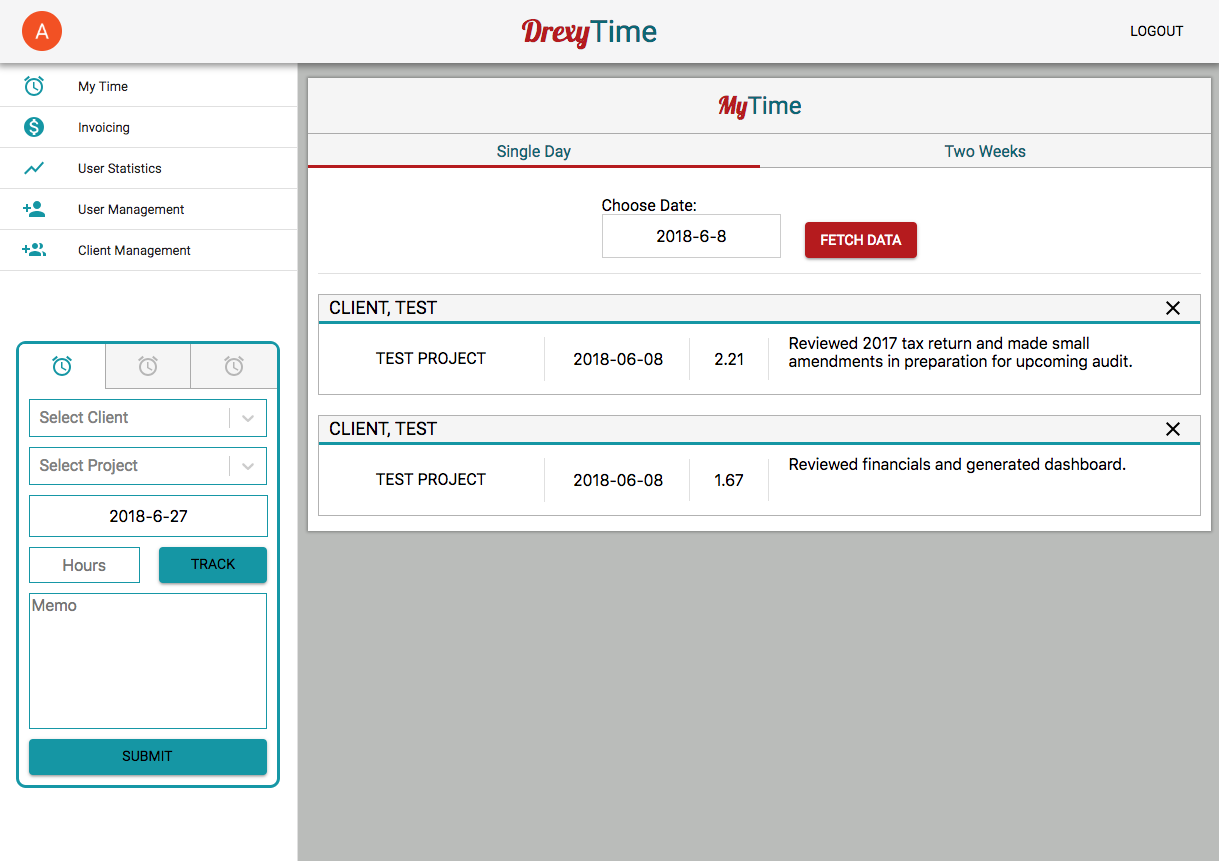 A
DrexyTime
LOGOUT
My Time
Invoicing
User Statistics
User Management
Client Management
Select Client
Select Project
2018-6-27
Hours
TRACK
Memo
SUBMIT
MyTime
Single Day
Two Weeks
Choose Date:
2018-6-8
FETCH DATA
CLIENT, TEST
TEST PROJECT
2018-06-08
2.21
Reviewed 2017 tax return and made small
amendments in preparation for upcoming audit.
CLIENT, TEST
TEST PROJECT
2018-06-08
1.67
Reviewed financials and generated dashboard.